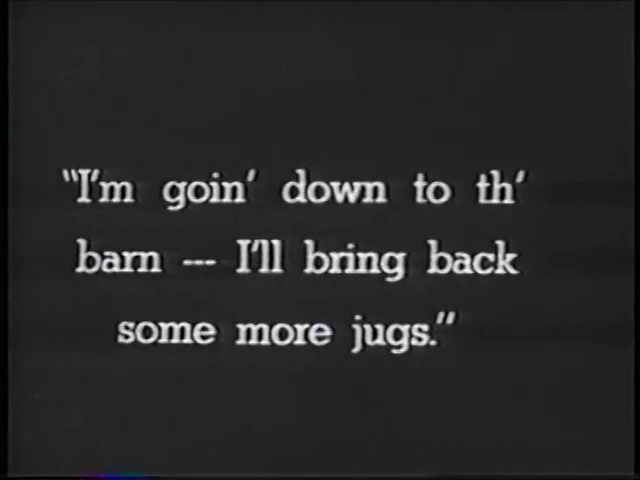 "I'm goin' down to th'
barn --- I'll bring back
some more jugs."